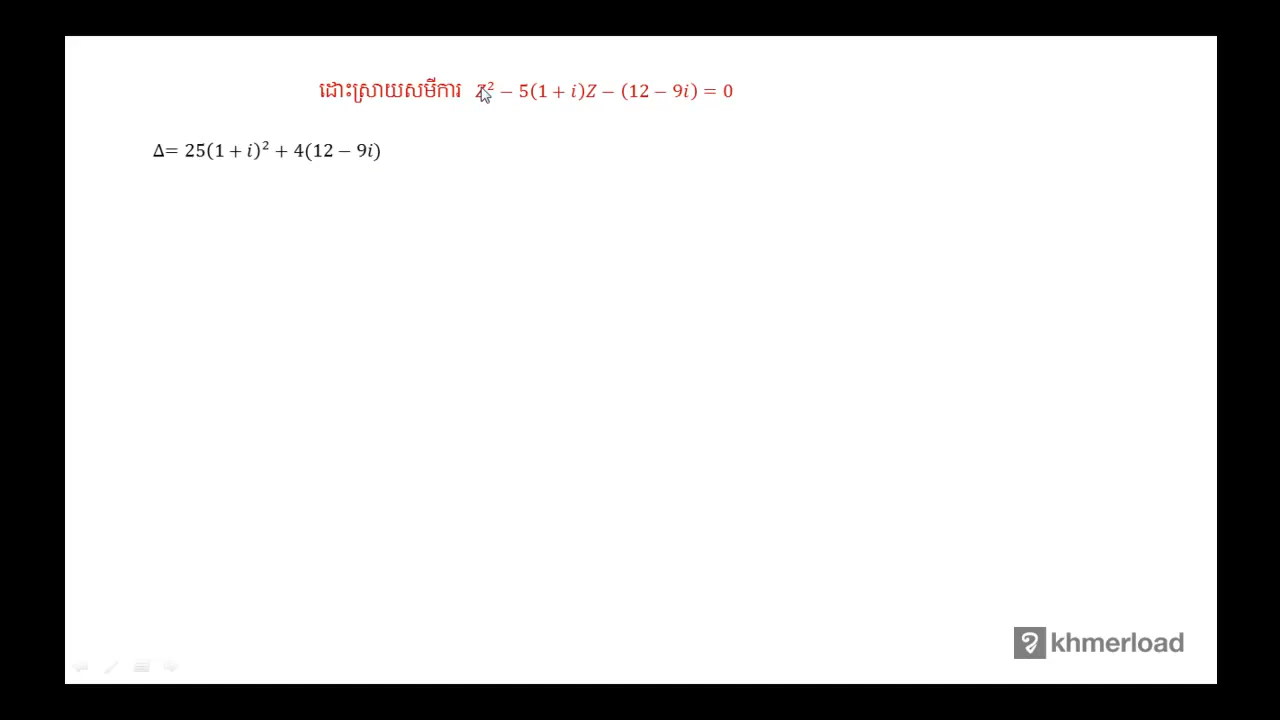 ដោះស្រាយសមីការ Z² − 5(1 + i)Z − (12 − 9i) = 0
Δ= 25(1 + i)² + 4(12 − 9i)
khmerload